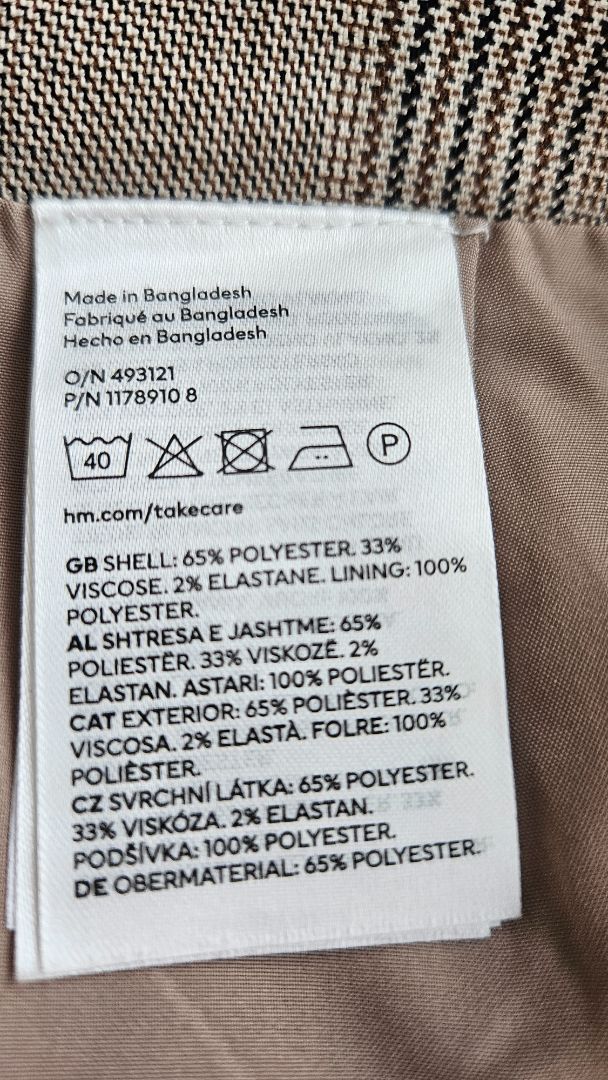 Made in Bangladesh
Fabriqué au Bangladesh
Hecho en Bangladesh
O/N 493121
P/N 1178910 8
40 P
hm.com/takecare
GB SHELL: 65% POLYESTER. 33%
VISCOSE. 2% ELASTANE. LINING: 100%
POLYESTER.
AL SHTRESA E JASHTME: 65%
POLIESTËR. 33% VISKOZË. 2%
ELASTAN. ASTARI: 100% POLIESTËR.
CAT EXTERIOR: 65% POLIÈSTER. 33%
VISCOSA. 2% ELASTÀ. FOLRE: 100%
POLIÈSTER.
CZ SVRCHNÍ LÁTKA: 65% POLYESTER.
33% VISKÓZA. 2% ELASTAN.
PODŠÍVKA: 100% POLYESTER.
DE OBERMATERIAL: 65% POLYESTER.